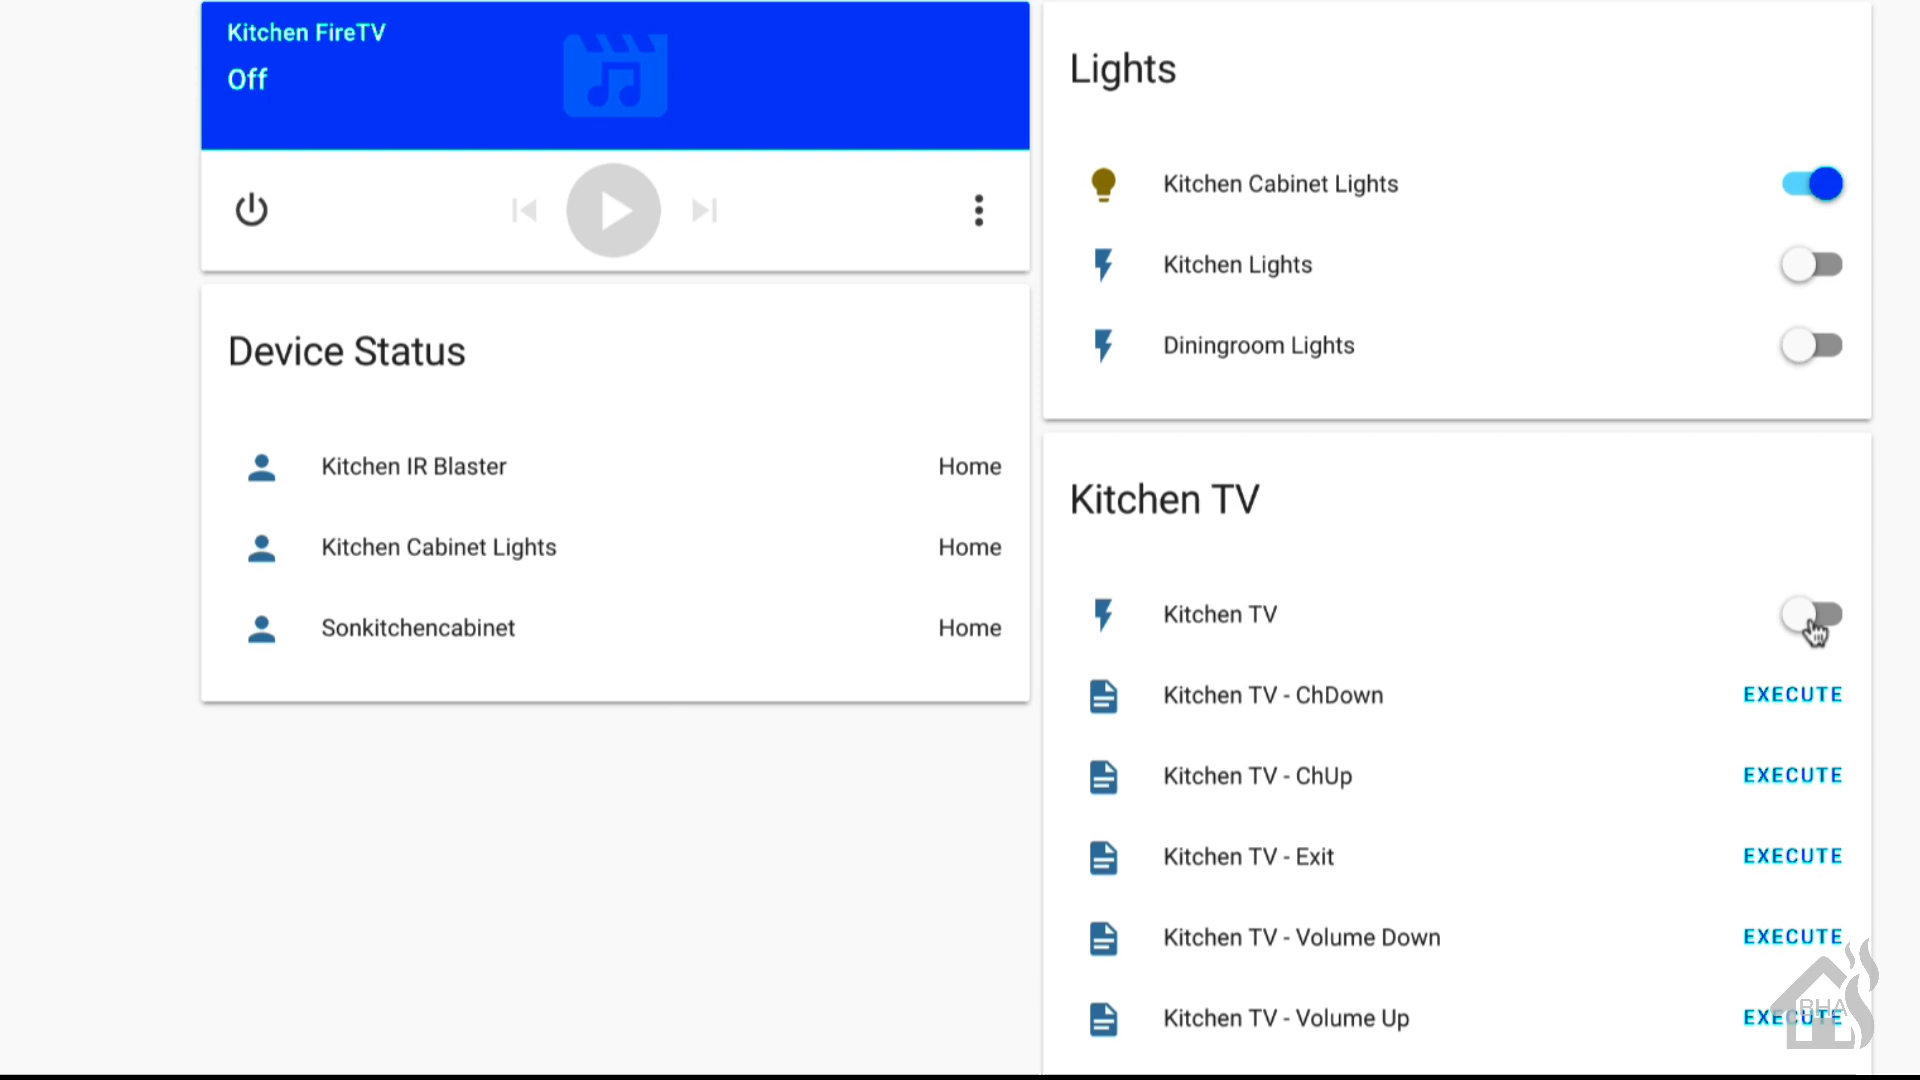 Kitchen FireTV
Off
Device Status
Kitchen IR Blaster Home
Kitchen Cabinet Lights Home
Sonkitchencabinet Home
Lights
Kitchen Cabinet Lights
Kitchen Lights
Diningroom Lights
Kitchen TV
Kitchen TV
Kitchen TV - ChDown EXECUTE
Kitchen TV - ChUp EXECUTE
Kitchen TV - Exit EXECUTE
Kitchen TV - Volume Down EXECUTE
Kitchen TV - Volume Up EXECUTE
BHA